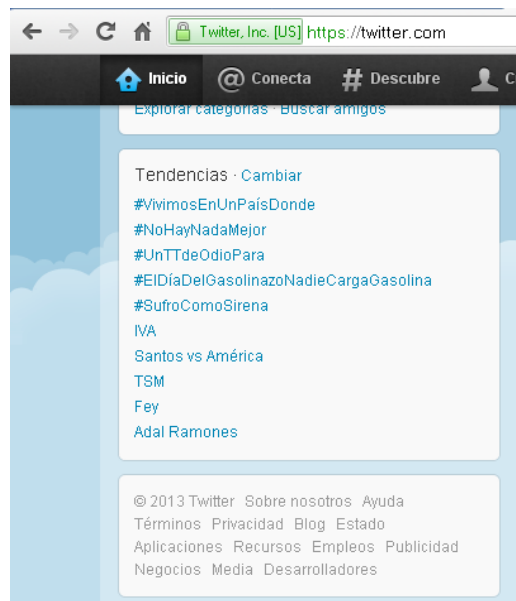 Twitter, Inc. [US] https://twitter.com
Inicio @ Conecta # Descubre C
Explorar categorías · Buscar amigos
Tendencias · Cambiar
#VivimosEnUnPaísDonde
#NoHayNadaMejor
#UnTTdeOdioPara
#ElDíaDelGasolinazoNadieCargaGasolina
#SufroComoSirena
IVA
Santos vs América
TSM
Fey
Adal Ramones
© 2013 Twitter Sobre nosotros Ayuda
Términos Privacidad Blog Estado
Aplicaciones Recursos Empleos Publicidad
Negocios Media Desarrolladores